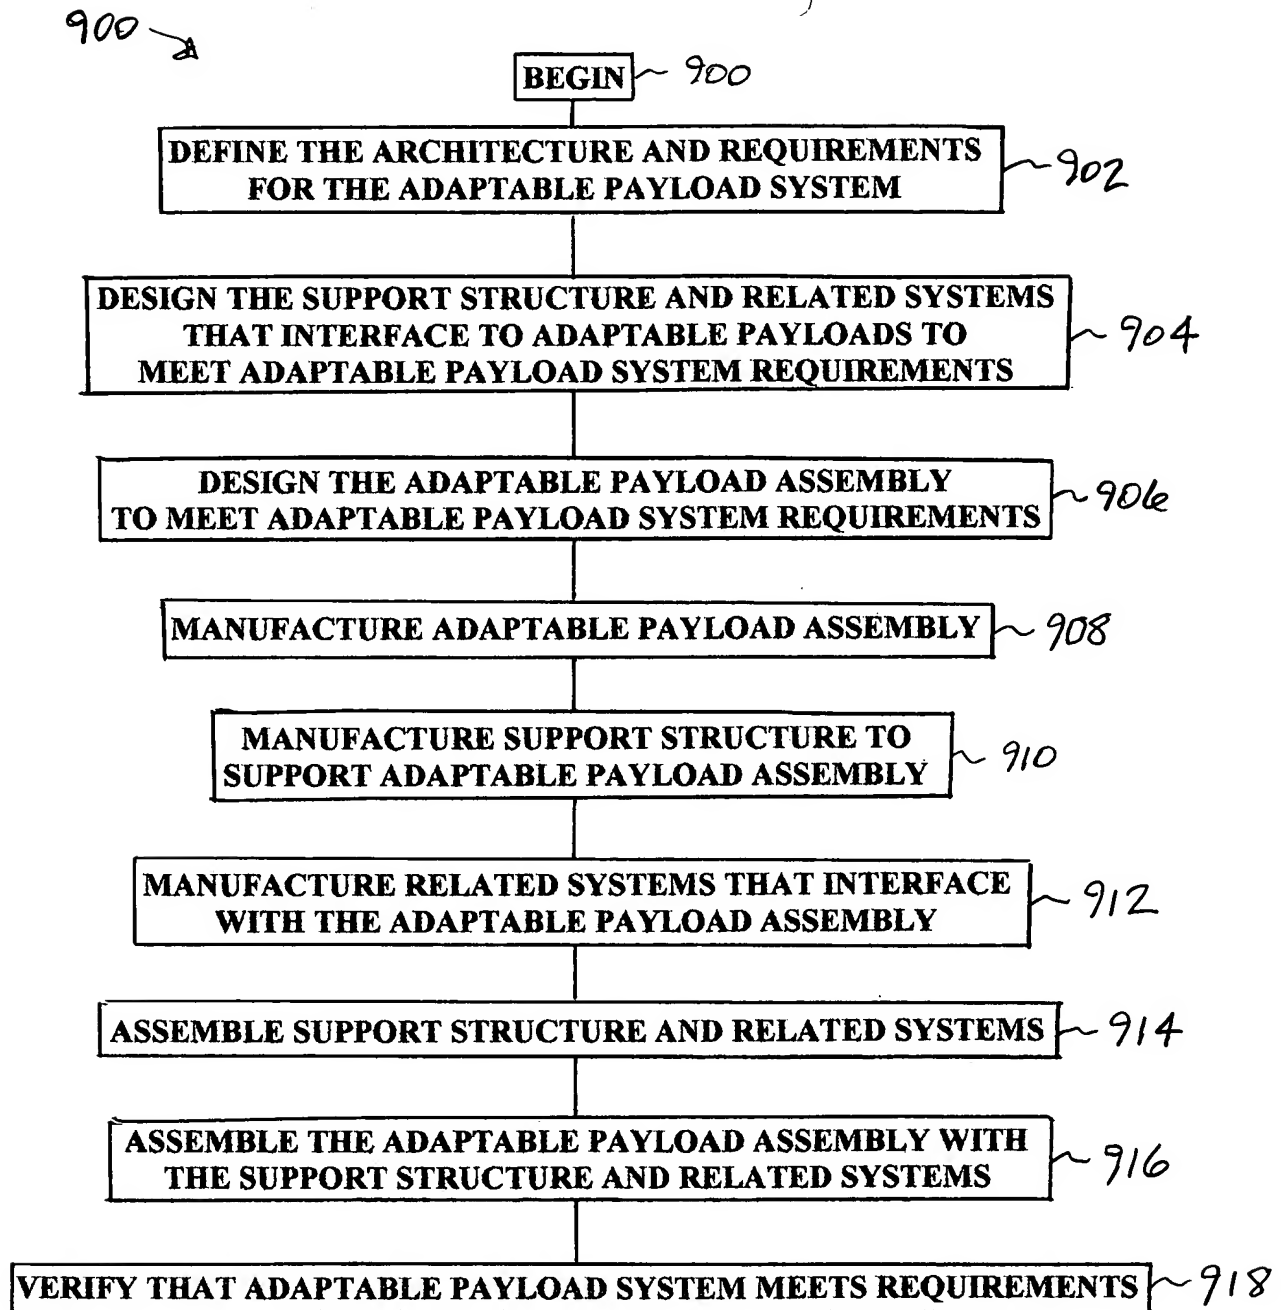 900
BEGIN 900
DEFINE THE ARCHITECTURE AND REQUIREMENTS
FOR THE ADAPTABLE PAYLOAD SYSTEM
902
DESIGN THE SUPPORT STRUCTURE AND RELATED SYSTEMS
THAT INTERFACE TO ADAPTABLE PAYLOADS TO
MEET ADAPTABLE PAYLOAD SYSTEM REQUIREMENTS
904
DESIGN THE ADAPTABLE PAYLOAD ASSEMBLY
TO MEET ADAPTABLE PAYLOAD SYSTEM REQUIREMENTS
906
MANUFACTURE ADAPTABLE PAYLOAD ASSEMBLY 908
MANUFACTURE SUPPORT STRUCTURE TO
SUPPORT ADAPTABLE PAYLOAD ASSEMBLY
910
MANUFACTURE RELATED SYSTEMS THAT INTERFACE
WITH THE ADAPTABLE PAYLOAD ASSEMBLY
912
ASSEMBLE SUPPORT STRUCTURE AND RELATED SYSTEMS 914
ASSEMBLE THE ADAPTABLE PAYLOAD ASSEMBLY WITH
THE SUPPORT STRUCTURE AND RELATED SYSTEMS
916
VERIFY THAT ADAPTABLE PAYLOAD SYSTEM MEETS REQUIREMENTS 918